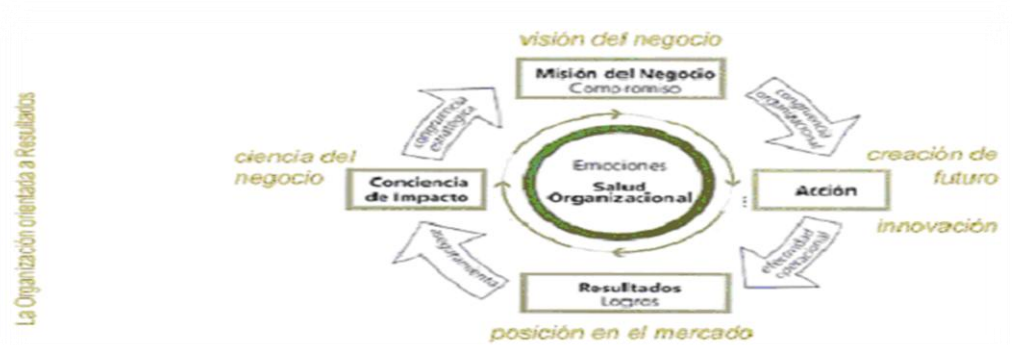 La Organización orientada a Resultados
visión del negocio
Misión del Negocio
Compromiso
congruencia
estratégica
congruencia
organizacional
ciencia del
negocio
Conciencia
de Impacto
Emociones
Salud
Organizacional
creación de
futuro
Acción
innovación
aseguramiento
efectividad
operacional
Resultados
Logros
posición en el mercado